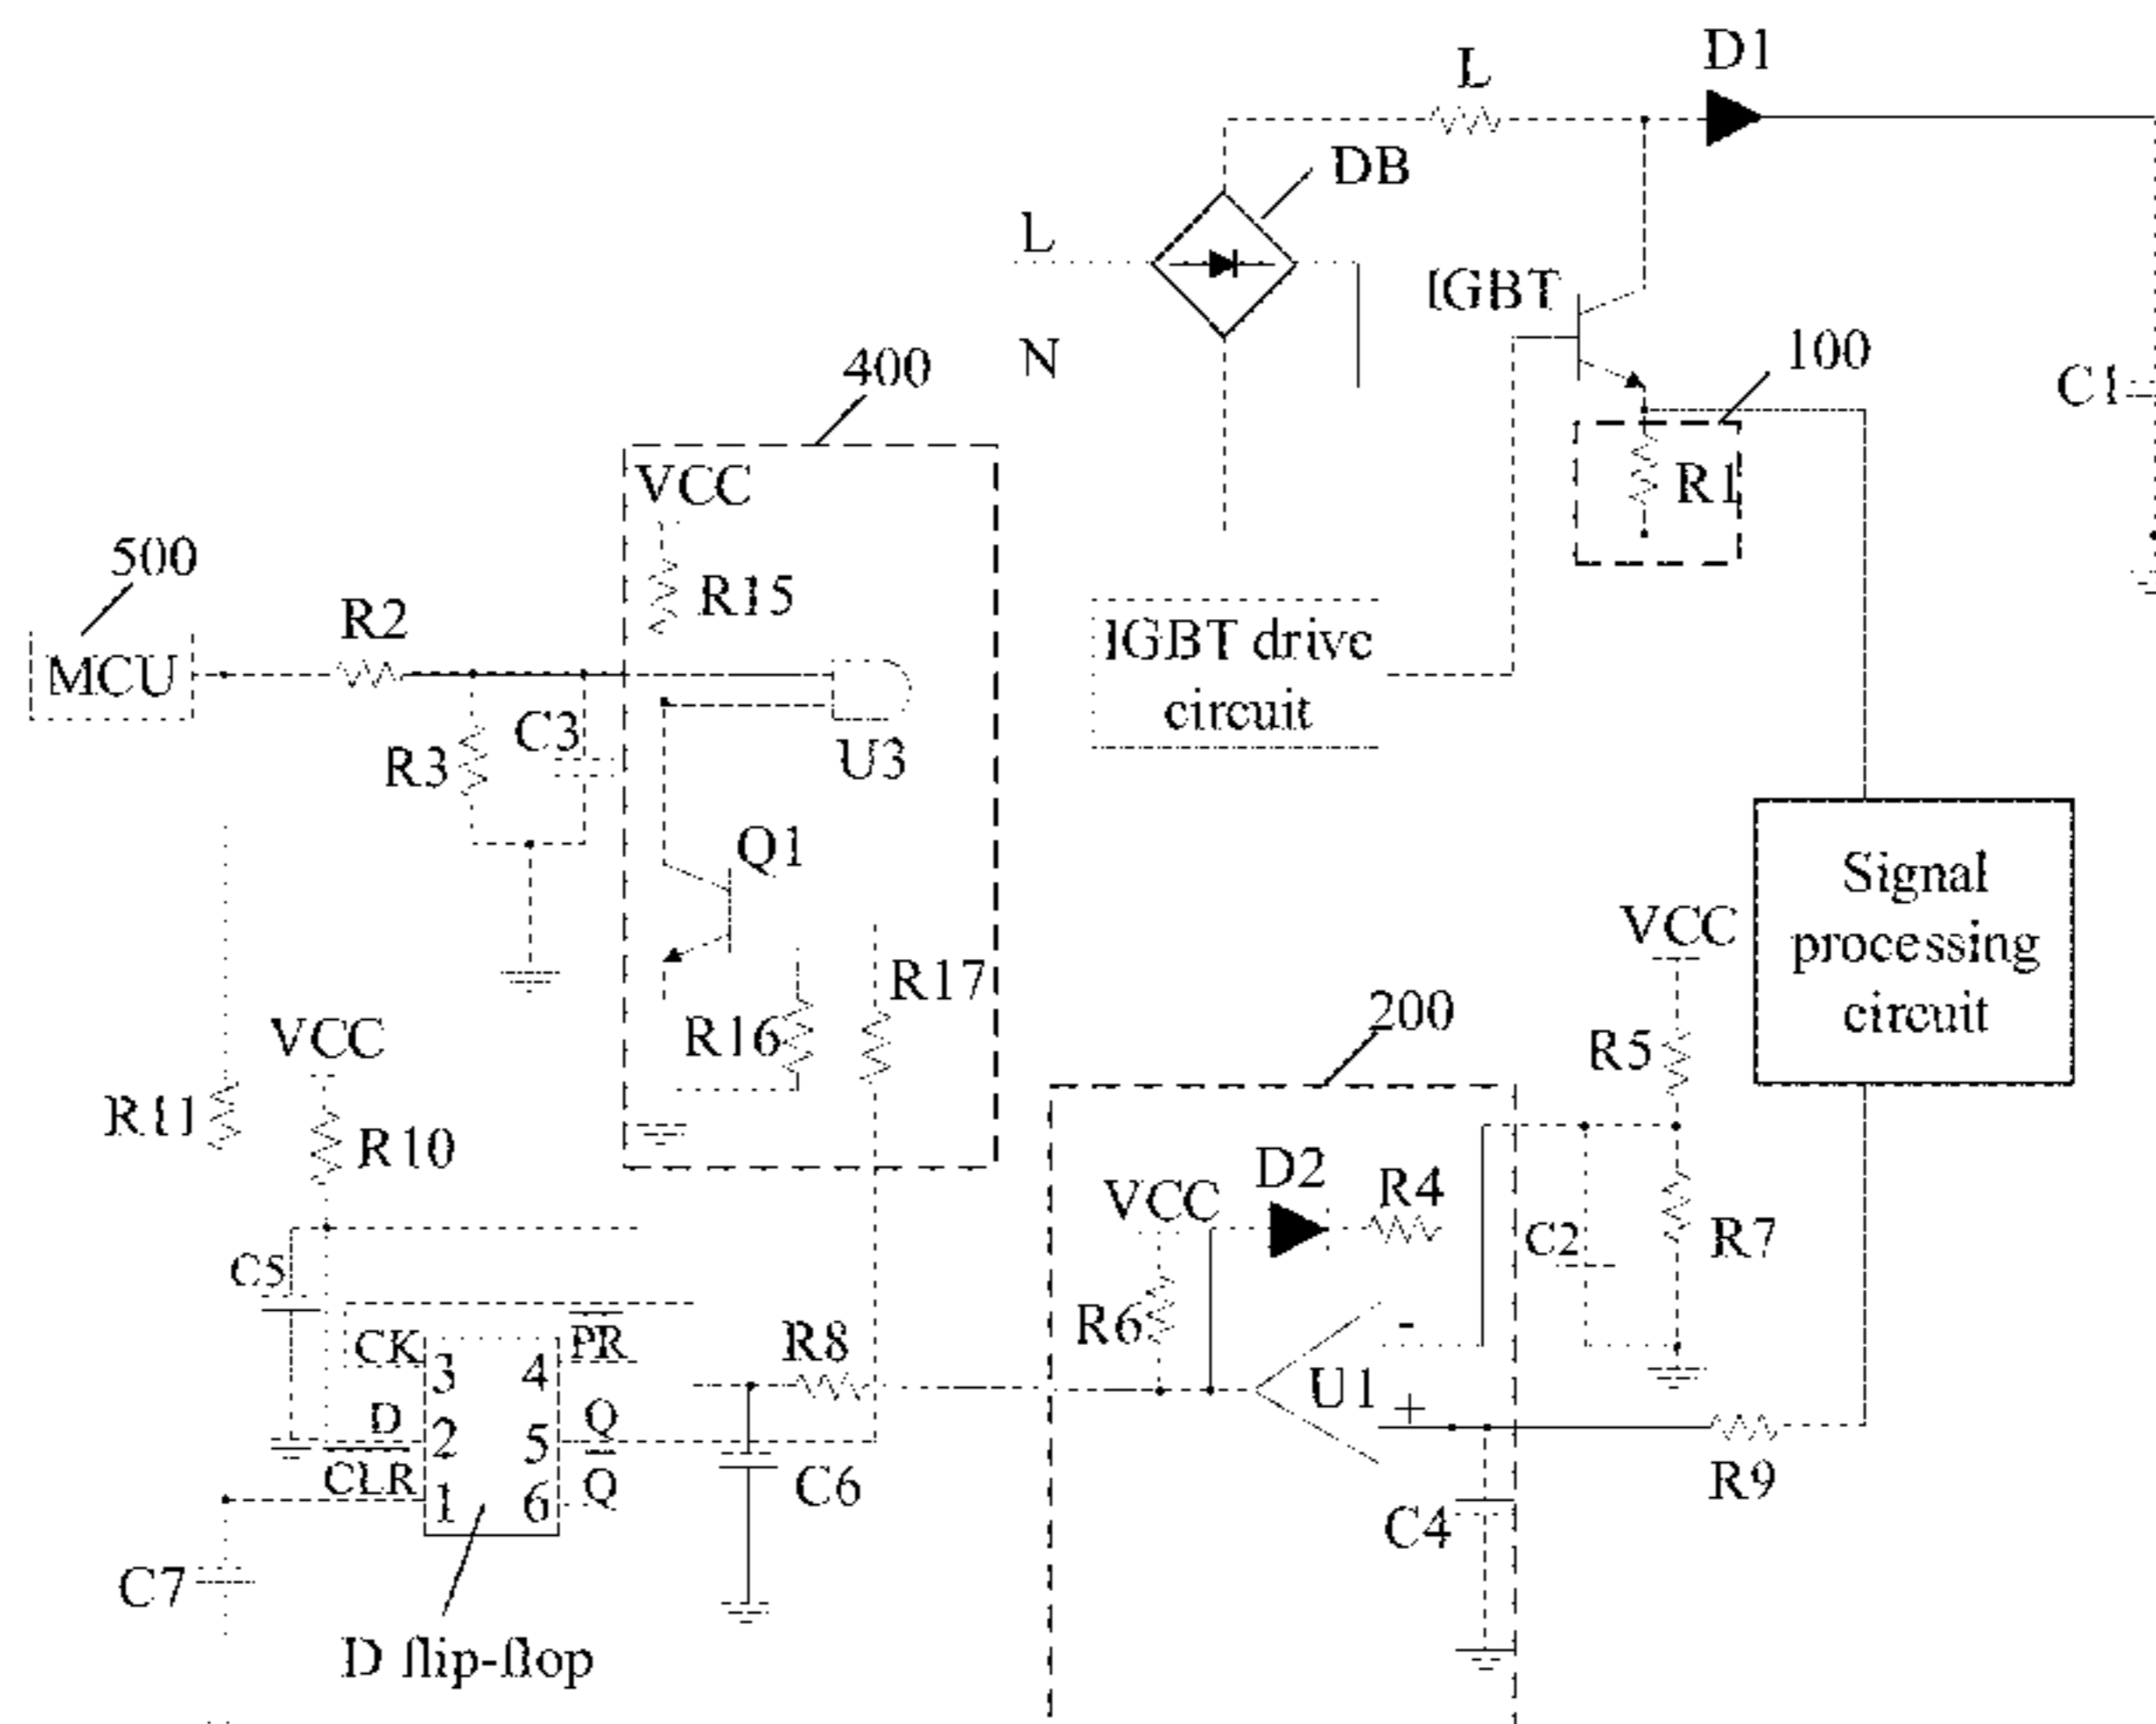 D1
L
DB
L
IGBT
N
100
400
C1
VCC
R1
500
R15
R2
MCU
IGBT drive
circuit
C3
R3
U3
Q1
Signal
processing
circuit
VCC
R17
200
VCC
R16
R5
R11
R10
D2
R4
VCC
C2
R7
C5
R6
-
CK
3
4
PR
R8
U1
+
D
2
5
Q
R9
CLR
1
6
Q
C6
C4
C7
D flip-flop